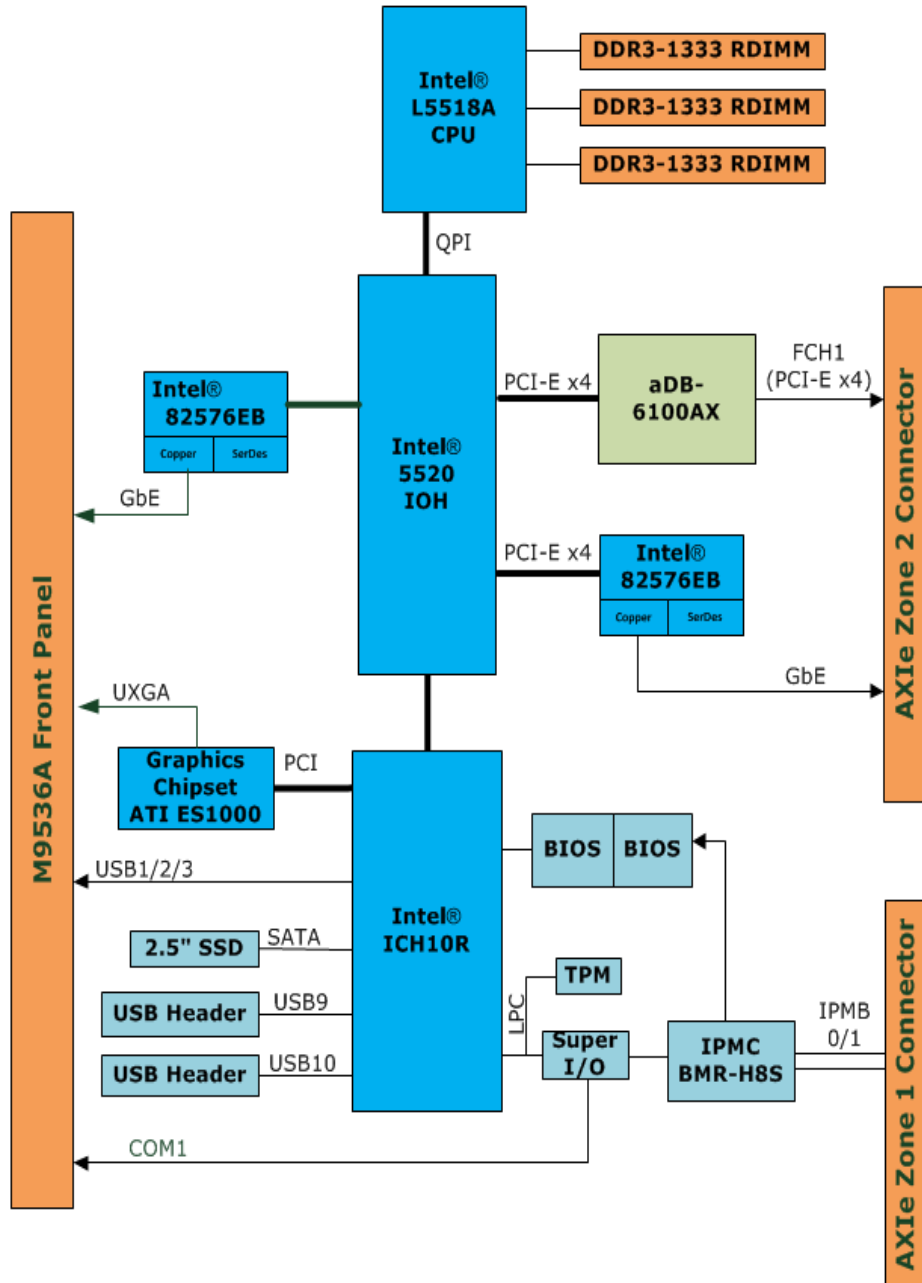 Intel®
L5518A
CPU
DDR3-1333 RDIMM
DDR3-1333 RDIMM
DDR3-1333 RDIMM
QPI
M9536A Front Panel
Intel®
82576EB
Copper
SerDes
GbE
Intel®
5520
IOH
PCI-E x4
aDB-
6100AX
FCH1
(PCI-E x4)
AXIe Zone 2 Connector
PCI-E x4
Intel®
82576EB
Copper
SerDes
GbE
UXGA
Graphics
Chipset
ATI ES1000
PCI
USB1/2/3
2.5" SSD
SATA
USB Header
USB9
USB Header
USB10
COM1
Intel®
ICH10R
BIOS
BIOS
LPC
TPM
Super
I/O
IPMC
BMR-H8S
IPMB
0/1
AXIe Zone 1 Connector